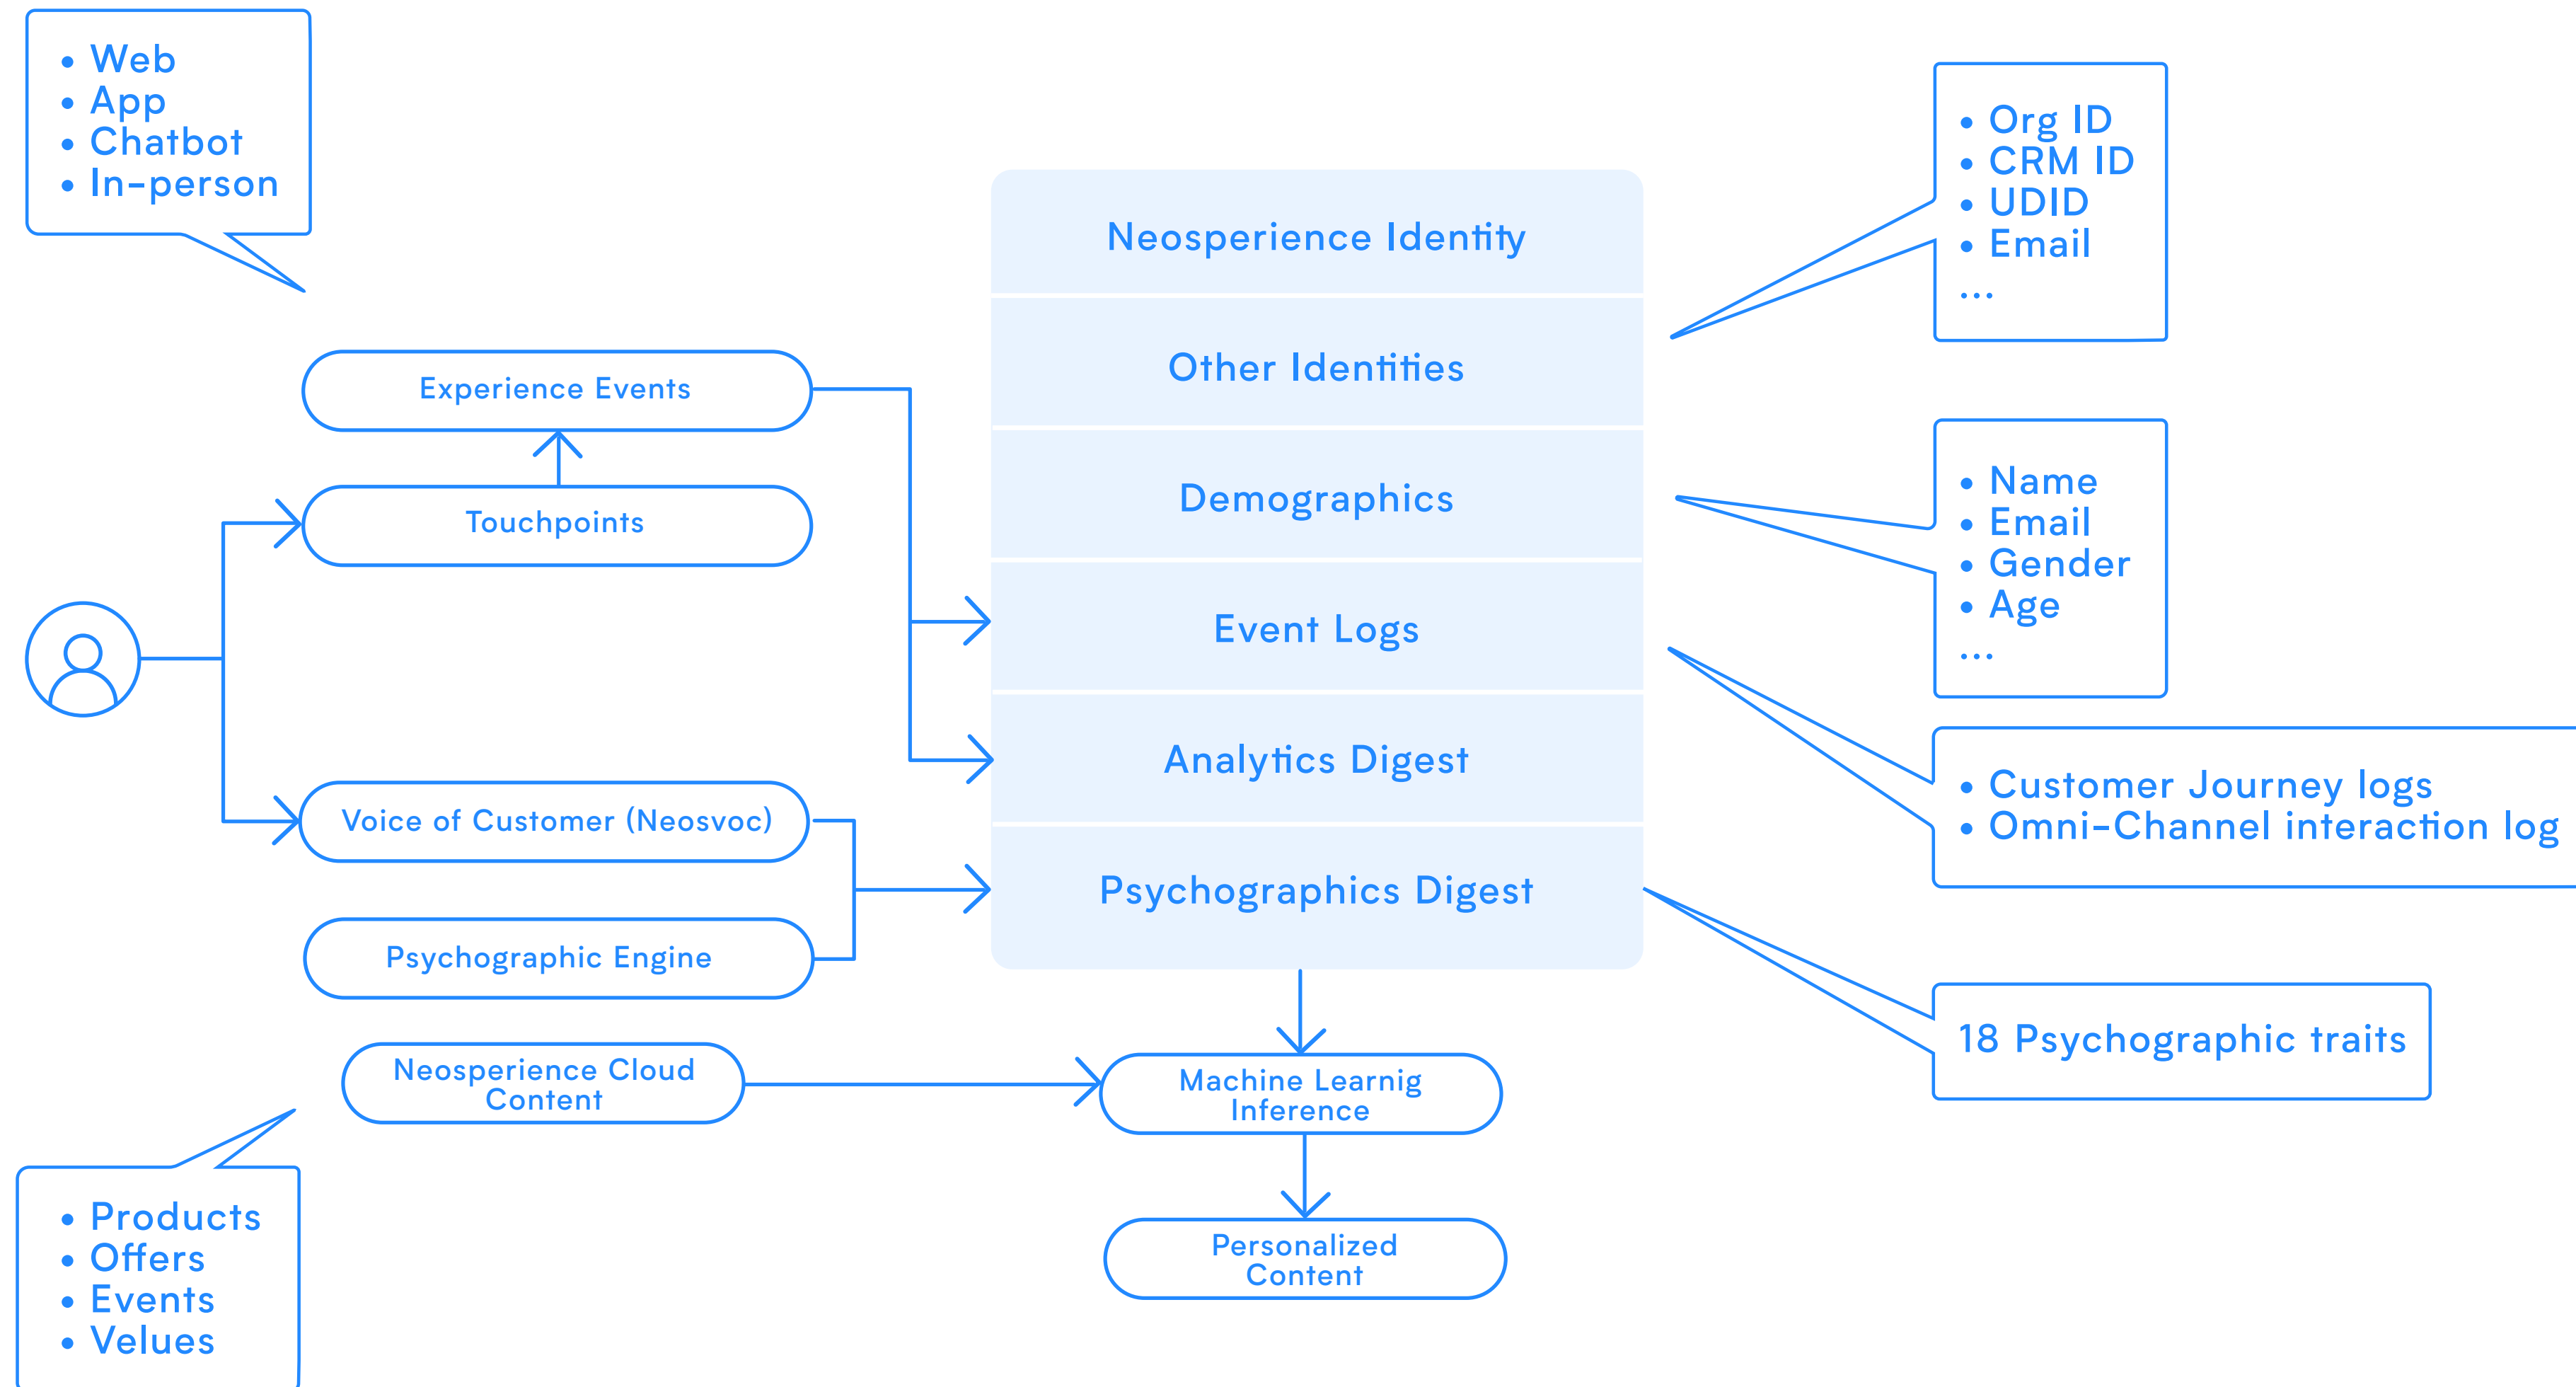 • Web
• App
• Chatbot
• In-person
Experience Events
Touchpoints
Voice of Customer (Neosvoc)
Psychographic Engine
Neosperience Cloud
Content
• Products
• Offers
• Events
• Velues
Neosperience Identity
Other Identities
Demographics
Event Logs
Analytics Digest
Psychographics Digest
Machine Learnig
Inference
Personalized
Content
• Org ID
• CRM ID
• UDID
• Email
...
• Name
• Email
• Gender
• Age
...
• Customer Journey logs
• Omni-Channel interaction log
18 Psychographic traits